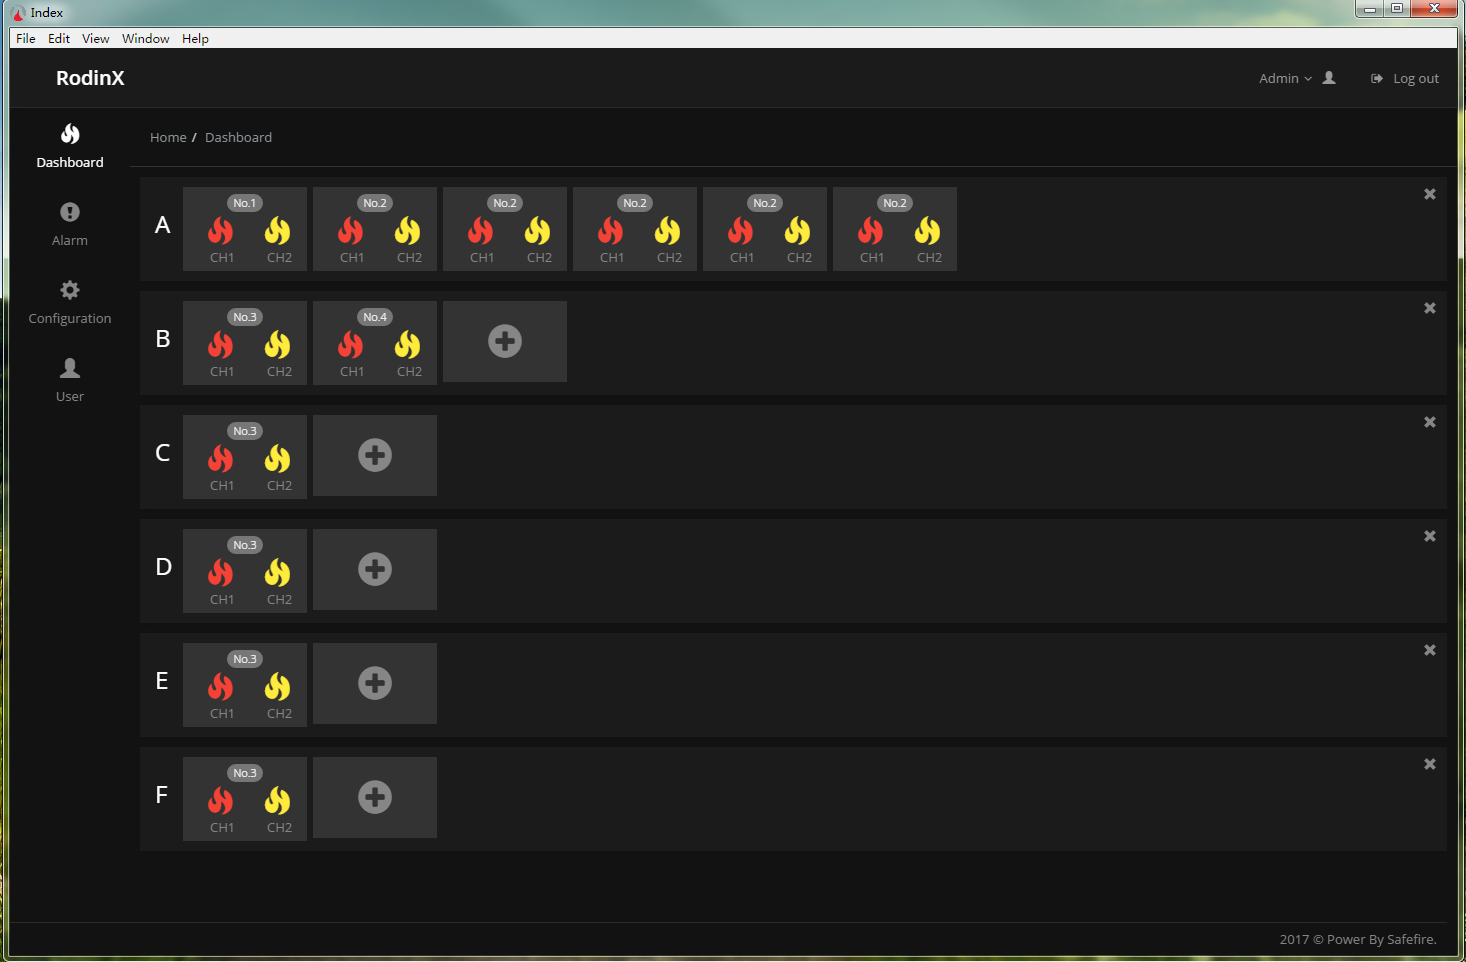 Index
File Edit View Window Help
RodinX
Admin
Log out
Dashboard
Alarm
Configuration
User
Home / Dashboard
A
No.1 No.2 No.2 No.2 No.2 No.2
CH1 CH2 CH1 CH2 CH1 CH2 CH1 CH2 CH1 CH2 CH1 CH2
B
No.3 No.4
CH1 CH2 CH1 CH2
C
No.3
CH1 CH2
D
No.3
CH1 CH2
E
No.3
CH1 CH2
F
No.3
CH1 CH2
2017 © Power By Safefire.